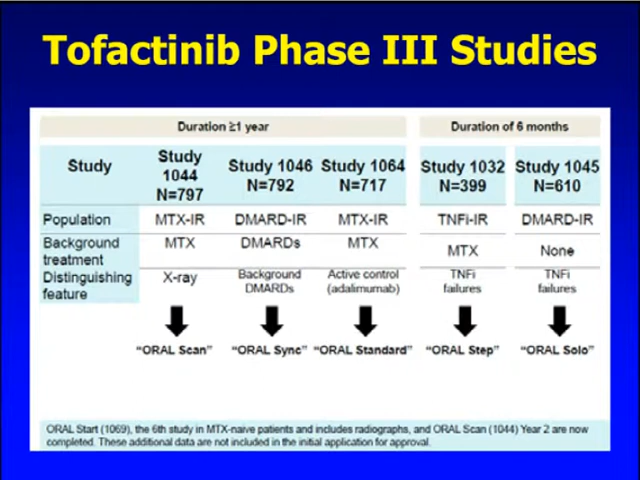 Tofactinib Phase III Studies
Duration ≥1 year
Duration of 6 months
Study
Study 1044 N=797
Study 1046 N=792
Study 1064 N=717
Study 1032 N=399
Study 1045 N=610
Population
MTX-IR
DMARD-IR
MTX-IR
TNFi-IR
DMARD-IR
Background treatment
MTX
DMARDs
MTX
MTX
None
Distinguishing feature
X-ray
Background DMARDs
Active control (adalimumab)
TNFi failures
TNFi failures
"ORAL Scan"
"ORAL Sync"
"ORAL Standard"
"ORAL Step"
"ORAL Solo"
ORAL Start (1069), the 6th study in MTX-naive patients and includes radiographs, and ORAL Scan (1044) Year 2 are now
completed. These additional data are not included in the initial application for approval.